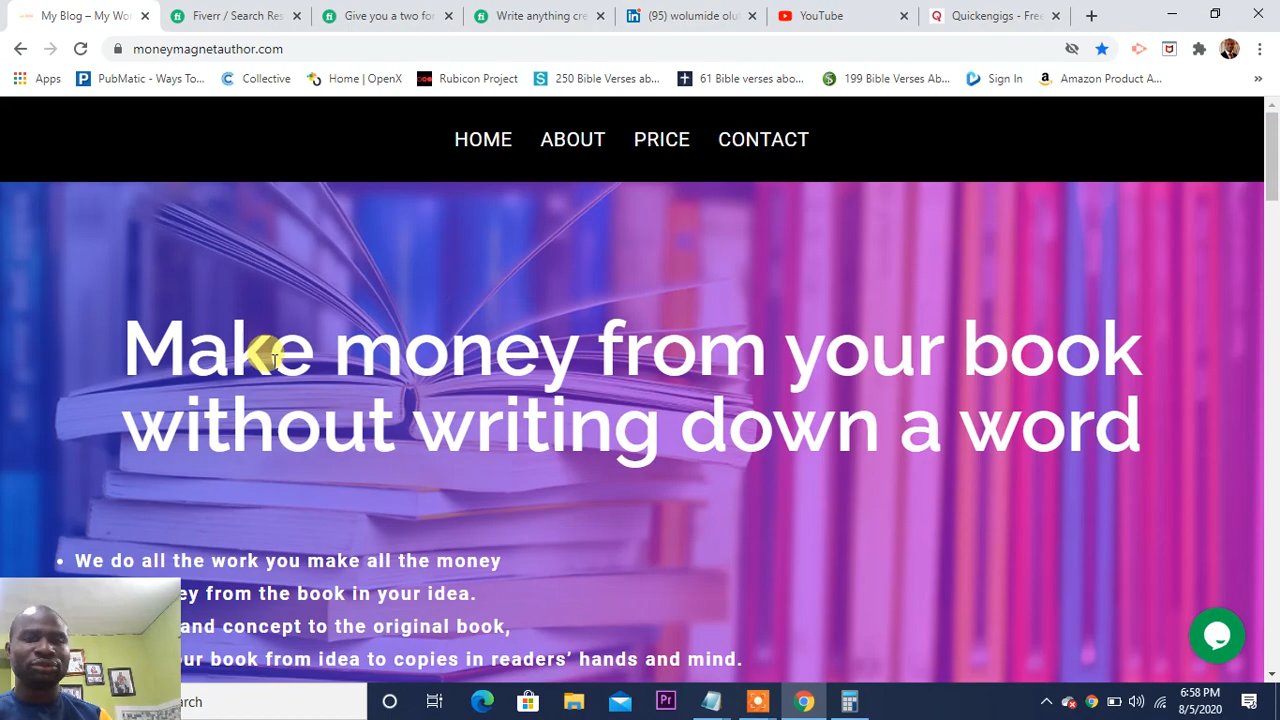 My Blog – My Wo
Fiverr / Search Res
Give you a two fo
Write anything cre
(95) wolumide olu
YouTube
Quickengigs - Free
moneymagnetauthor.com
Apps
PubMatic - Ways To...
Collective
Home | OpenX
Rubicon Project
250 Bible Verses ab...
61 Bible verses abo...
199 Bible Verses Ab...
Sign In
Amazon Product A...
»
HOME
ABOUT
PRICE
CONTACT
Make money from your book
without writing down a word
• We do all the work you make all the money
ey from the book in your idea.
and concept to the original book,
ur book from idea to copies in readers’ hands and mind.
arch
Pr
6:58 PM
8/5/2020